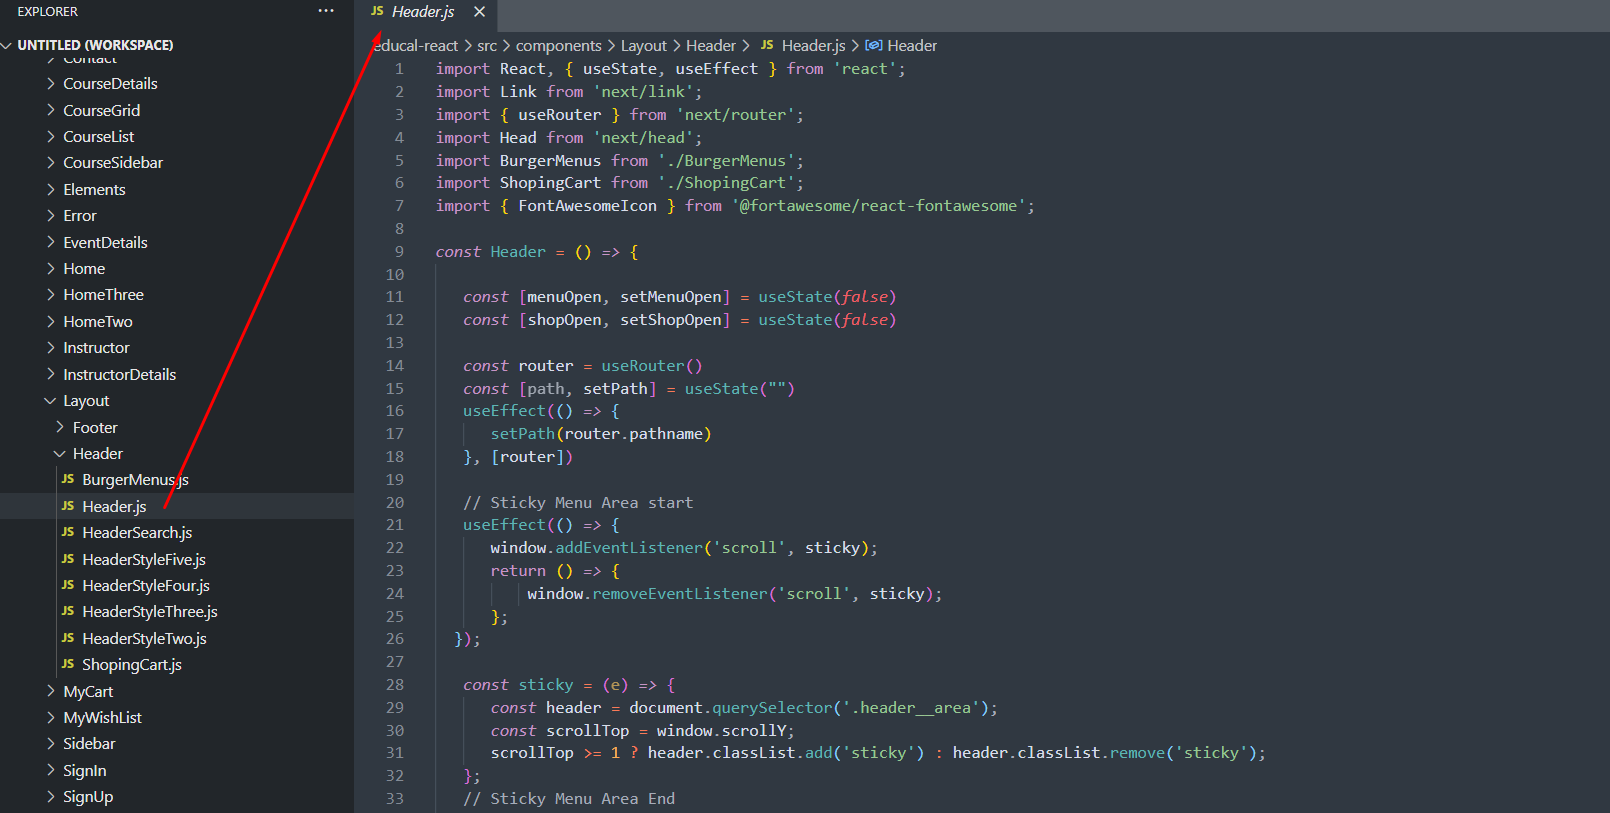 EXPLORER
···
UNTITLED (WORKSPACE)
Contact
CourseDetails
CourseGrid
CourseList
CourseSidebar
Elements
Error
EventDetails
Home
HomeThree
HomeTwo
Instructor
InstructorDetails
Layout
Footer
Header
JS BurgerMenus.js
JS Header.js
JS HeaderSearch.js
JS HeaderStyleFive.js
JS HeaderStyleFour.js
JS HeaderStyleThree.js
JS HeaderStyleTwo.js
JS ShopingCart.js
MyCart
MyWishList
Sidebar
SignIn
SignUp
JS Header.js
educal-react > src > components > Layout > Header > JS Header.js > Header
1 import React, { useState, useEffect } from 'react';
2 import Link from 'next/link';
3 import { useRouter } from 'next/router';
4 import Head from 'next/head';
5 import BurgerMenus from './BurgerMenus';
6 import ShopingCart from './ShopingCart';
7 import { FontAwesomeIcon } from '@fortawesome/react-fontawesome';
8
9 const Header = () => {
10
11 const [menuOpen, setMenuOpen] = useState(false)
12 const [shopOpen, setShopOpen] = useState(false)
13
14 const router = useRouter()
15 const [path, setPath] = useState("")
16 useEffect(() => {
17 setPath(router.pathname)
18 }, [router])
19
20 // Sticky Menu Area start
21 useEffect(() => {
22 window.addEventListener('scroll', sticky);
23 return () => {
24 window.removeEventListener('scroll', sticky);
25 };
26 });
27
28 const sticky = (e) => {
29 const header = document.querySelector('.header__area');
30 const scrollTop = window.scrollY;
31 scrollTop >= 1 ? header.classList.add('sticky') : header.classList.remove('sticky');
32 };
33 // Sticky Menu Area End